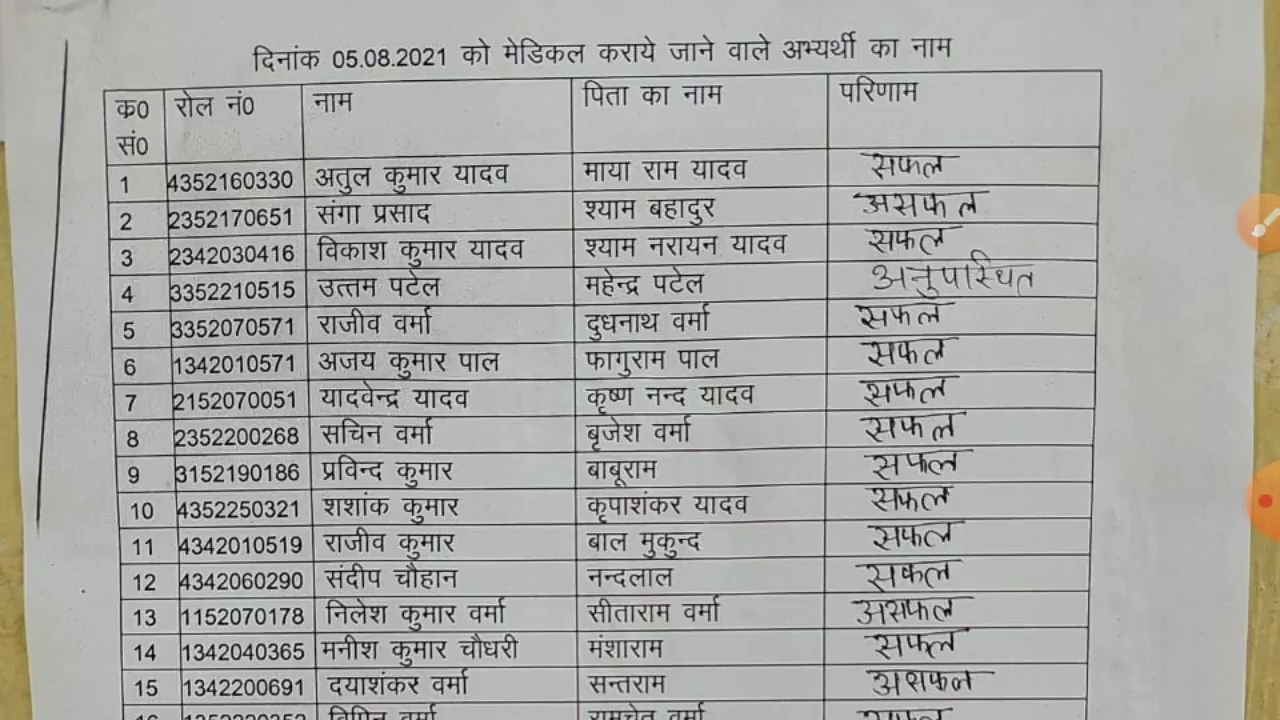 दिनांक 05.08.2021 को मेडिकल कराये जाने वाले अभ्यर्थी का नाम
क0 सं0 रोल नं0 नाम पिता का नाम परिणाम
1 4352160330 अतुल कुमार यादव माया राम यादव सफल
2 2352170651 संगा प्रसाद श्याम बहादुर असफल
3 2342030416 विकाश कुमार यादव श्याम नरायन यादव सफल
4 3352210515 उत्तम पटेल महेन्द्र पटेल अनुपस्थित
5 3352070571 राजीव वर्मा दुधनाथ वर्मा सफल
6 1342010571 अजय कुमार पाल फागुराम पाल सफल
7 2152070051 यादवेन्द्र यादव कृष्ण नन्द यादव सफल
8 2352200268 सचिन वर्मा बृजेश वर्मा सफल
9 3152190186 प्रविन्द कुमार बाबूराम सफल
10 4352250321 शशांक कुमार कृपाशंकर यादव सफल
11 4342010519 राजीव कुमार बाल मुकुन्द सफल
12 4342060290 संदीप चौहान नन्दलाल सफल
13 1152070178 निलेश कुमार वर्मा सीताराम वर्मा असफल
14 1342040365 मनीश कुमार चौधरी मंशाराम सफल
15 1342200691 दयाशंकर वर्मा सन्तराम असफल
विपिन वर्मा रामचेत वर्मा सफल